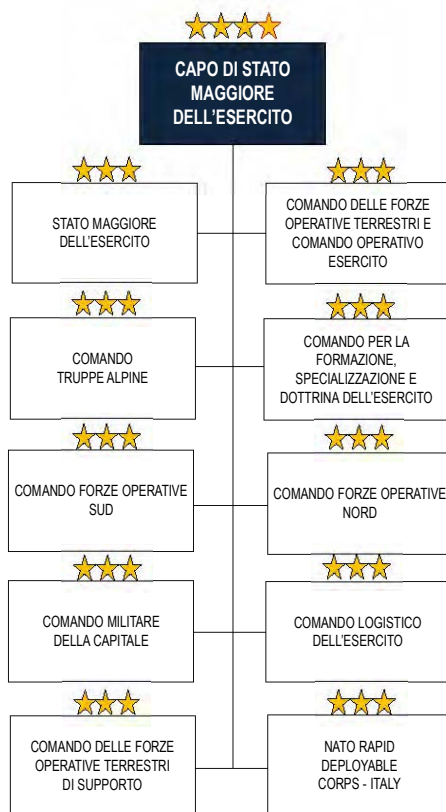 CAPO DI STATO
MAGGIORE
DELL'ESERCITO
STATO MAGGIORE
DELL'ESERCITO
COMANDO DELLE FORZE
OPERATIVE TERRESTRI E
COMANDO OPERATIVO
ESERCITO
COMANDO
TRUPPE ALPINE
COMANDO PER LA
FORMAZIONE,
SPECIALIZZAZIONE E
DOTTRINA DELL'ESERCITO
COMANDO FORZE OPERATIVE
SUD
COMANDO FORZE OPERATIVE
NORD
COMANDO MILITARE
DELLA CAPITALE
COMANDO LOGISTICO
DELL'ESERCITO
COMANDO DELLE FORZE
OPERATIVE TERRESTRI
DI SUPPORTO
NATO RAPID
DEPLOYABLE
CORPS - ITALY